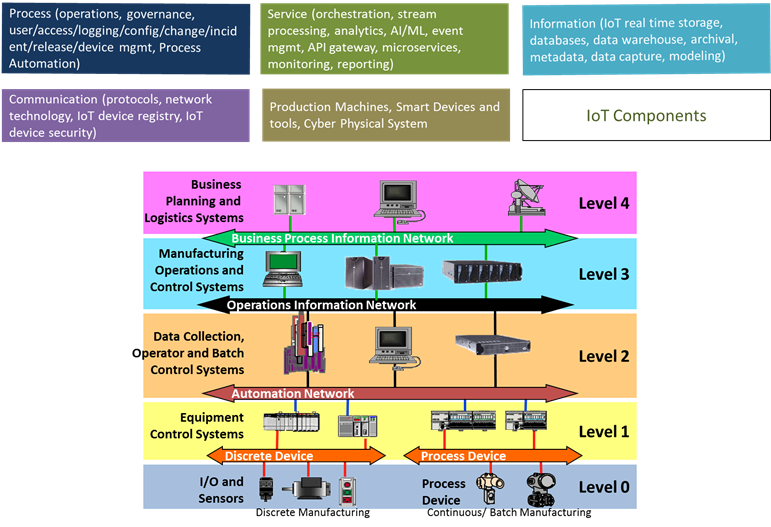 Process (operations, governance,
user/access/logging/config/change/incid
ent/release/device mgmt, Process
Automation)
Service (orchestration, stream
processing, analytics, AI/ML, event
mgmt, API gateway, microservices,
monitoring, reporting)
Information (IoT real time storage,
databases, data warehouse, archival,
metadata, data capture, modeling)
Communication (protocols, network
technology, IoT device registry, IoT
device security)
Production Machines, Smart Devices and
tools, Cyber Physical System
IoT Components
Business
Planning and
Logistics Systems
Level 4
Business Process Information Network
Manufacturing
Operations and
Control Systems
Level 3
Operations Information Network
Data Collection,
Operator and Batch
Control Systems
Level 2
Automation Network
Equipment
Control Systems
Level 1
Discrete Device
Process Device
I/O and
Sensors
Process
Device
Level 0
Discrete Manufacturing
Continuous/ Batch Manufacturing